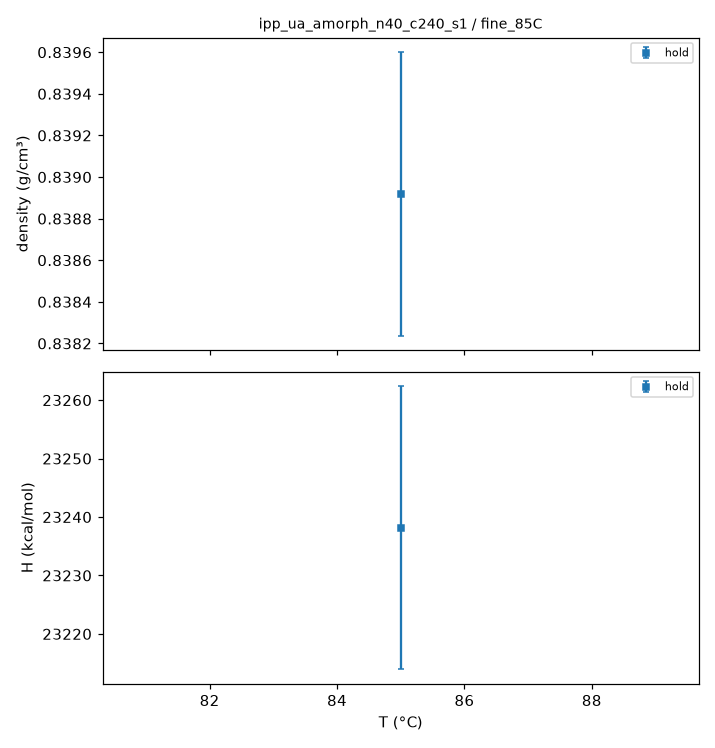 ipp_ua_amorph_n40_c240_s1 / fine_85C
hold
0.8396
0.8394
0.8392
0.8390
0.8388
0.8386
0.8384
0.8382
density (g/cm³)
hold
23260
23250
23240
23230
23220
H (kcal/mol)
82 84 86 88
T (°C)